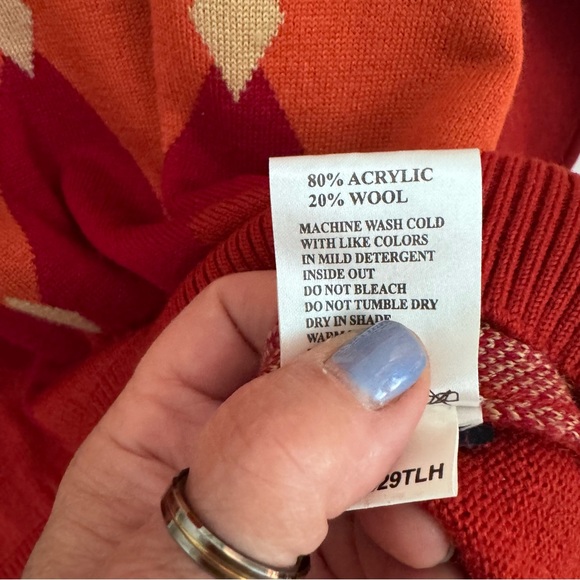 80% ACRYLIC
20% WOOL
MACHINE WASH COLD
WITH LIKE COLORS
IN MILD DETERGENT
INSIDE OUT
DO NOT BLEACH
DO NOT TUMBLE DRY
DRY IN SHADE
29TLH